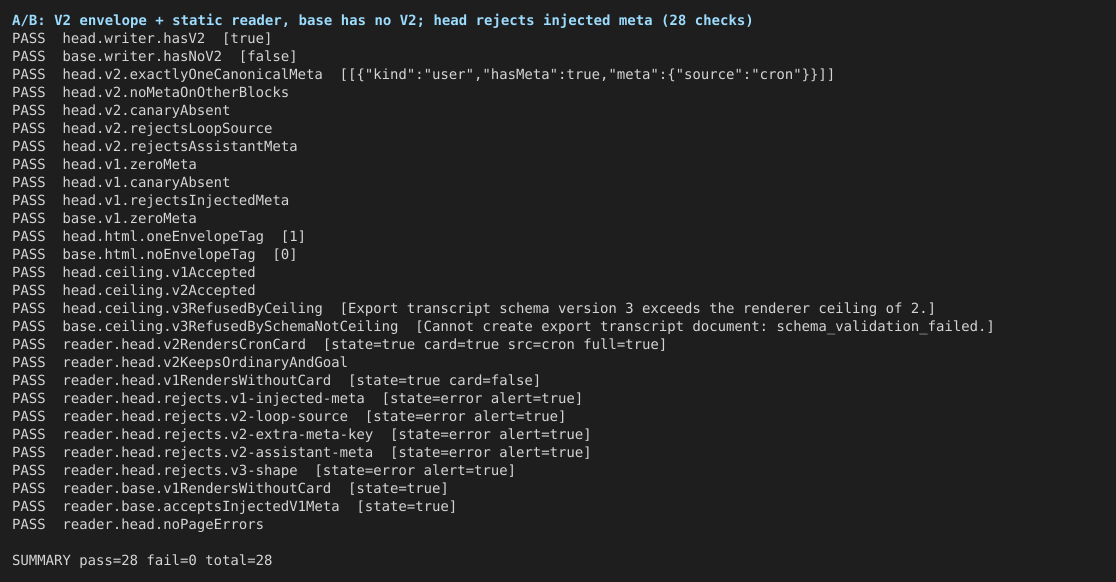 A/B: V2 envelope + static reader, base has no V2; head rejects injected meta (28 checks)
PASS  head.writer.hasV2  [true]
PASS  base.writer.hasNoV2  [false]
PASS  head.v2.exactlyOneCanonicalMeta  [[{"kind":"user","hasMeta":true,"meta":{"source":"cron"}}]]
PASS  head.v2.noMetaOnOtherBlocks
PASS  head.v2.canaryAbsent
PASS  head.v2.rejectsLoopSource
PASS  head.v2.rejectsAssistantMeta
PASS  head.v1.zeroMeta
PASS  head.v1.canaryAbsent
PASS  head.v1.rejectsInjectedMeta
PASS  base.v1.zeroMeta
PASS  head.html.oneEnvelopeTag  [1]
PASS  base.html.noEnvelopeTag  [0]
PASS  head.ceiling.v1Accepted
PASS  head.ceiling.v2Accepted
PASS  head.ceiling.v3RefusedByCeiling  [Export transcript schema version 3 exceeds the renderer ceiling of 2.]
PASS  base.ceiling.v3RefusedBySchemaNotCeiling  [Cannot create export transcript document: schema_validation_failed.]
PASS  reader.head.v2RendersCronCard  [state=true card=true src=cron full=true]
PASS  reader.head.v2KeepsOrdinaryAndGoal
PASS  reader.head.v1RendersWithoutCard  [state=true card=false]
PASS  reader.head.rejects.v1-injected-meta  [state=error alert=true]
PASS  reader.head.rejects.v2-loop-source  [state=error alert=true]
PASS  reader.head.rejects.v2-extra-meta-key  [state=error alert=true]
PASS  reader.head.rejects.v2-assistant-meta  [state=error alert=true]
PASS  reader.head.rejects.v3-shape  [state=error alert=true]
PASS  reader.base.v1RendersWithoutCard  [state=true]
PASS  reader.base.acceptsInjectedV1Meta  [state=true]
PASS  reader.head.noPageErrors
SUMMARY pass=28 fail=0 total=28